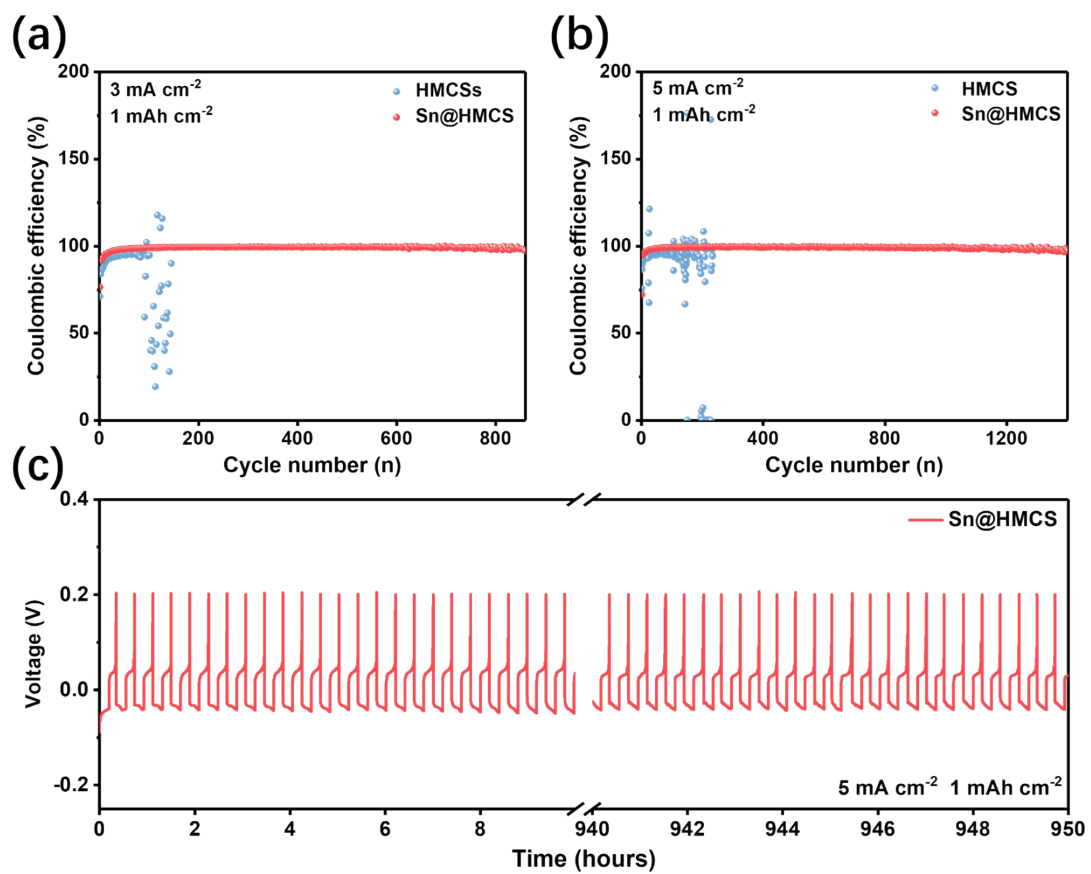 (a)
200
150
100
50
0
Coulombic efficiency (%)
3 mA cm⁻²
1 mAh cm⁻²
HMCSs
Sn@HMCS
0 200 400 600 800
Cycle number (n)
(b)
200
150
100
50
0
Coulombic efficiency (%)
5 mA cm⁻²
1 mAh cm⁻²
HMCS
Sn@HMCS
0 400 800 1200
Cycle number (n)
(c)
0.4
0.2
0.0
-0.2
Voltage (V)
Sn@HMCS
5 mA cm⁻² 1 mAh cm⁻²
0 2 4 6 8 940 942 944 946 948 950
Time (hours)